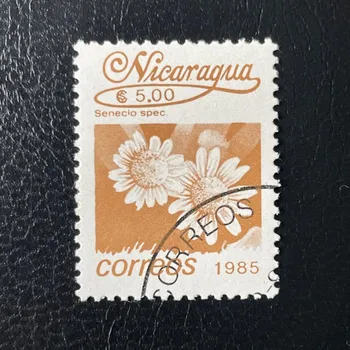 Nicaragua
₡ 5.00
Senecio spec.
CORREOS
correos 1985